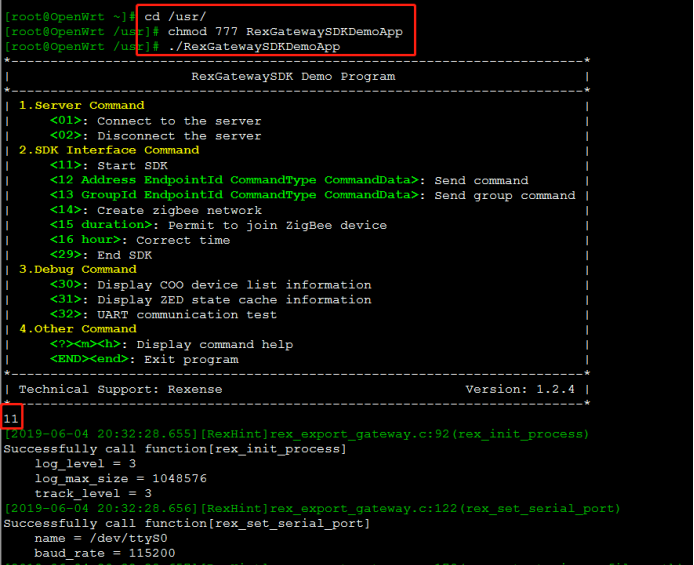 [root@OpenWrt ~]# cd /usr/
[root@OpenWrt /usr]# chmod 777 RexGatewaySDKDemoApp
[root@OpenWrt /usr]# ./RexGatewaySDKDemoApp
*-----------------------------------------------------------------------*
| RexGatewaySDK Demo Program |
*-----------------------------------------------------------------------*
| 1.Server Command |
| <01>: Connect to the server |
| <02>: Disconnect the server |
| 2.SDK Interface Command |
| <11>: Start SDK |
| <12 Address EndpointId CommandType CommandData>: Send command |
| <13 GroupId EndpointId CommandType CommandData>: Send group command |
| <14>: Create zigbee network |
| <15 duration>: Permit to join ZigBee device |
| <16 hour>: Correct time |
| <29>: End SDK |
| 3.Debug Command |
| <30>: Display COO device list information |
| <31>: Display ZED state cache information |
| <32>: UART communication test |
| 4.Other Command |
| <?><m><h>: Display command help |
| <END><end>: Exit program |
*-----------------------------------------------------------------------*
| Technical Support: Rexense Version: 1.2.4 |
*-----------------------------------------------------------------------*
11
[2019-06-04 20:32:28.655][RexHint]rex_export_gateway.c:92(rex_init_process)
Successfully call function[rex_init_process]
log_level = 3
log_max_size = 1048576
track_level = 3
[2019-06-04 20:32:28.656][RexHint]rex_export_gateway.c:122(rex_set_serial_port)
Successfully call function[rex_set_serial_port]
name = /dev/ttyS0
baud_rate = 115200